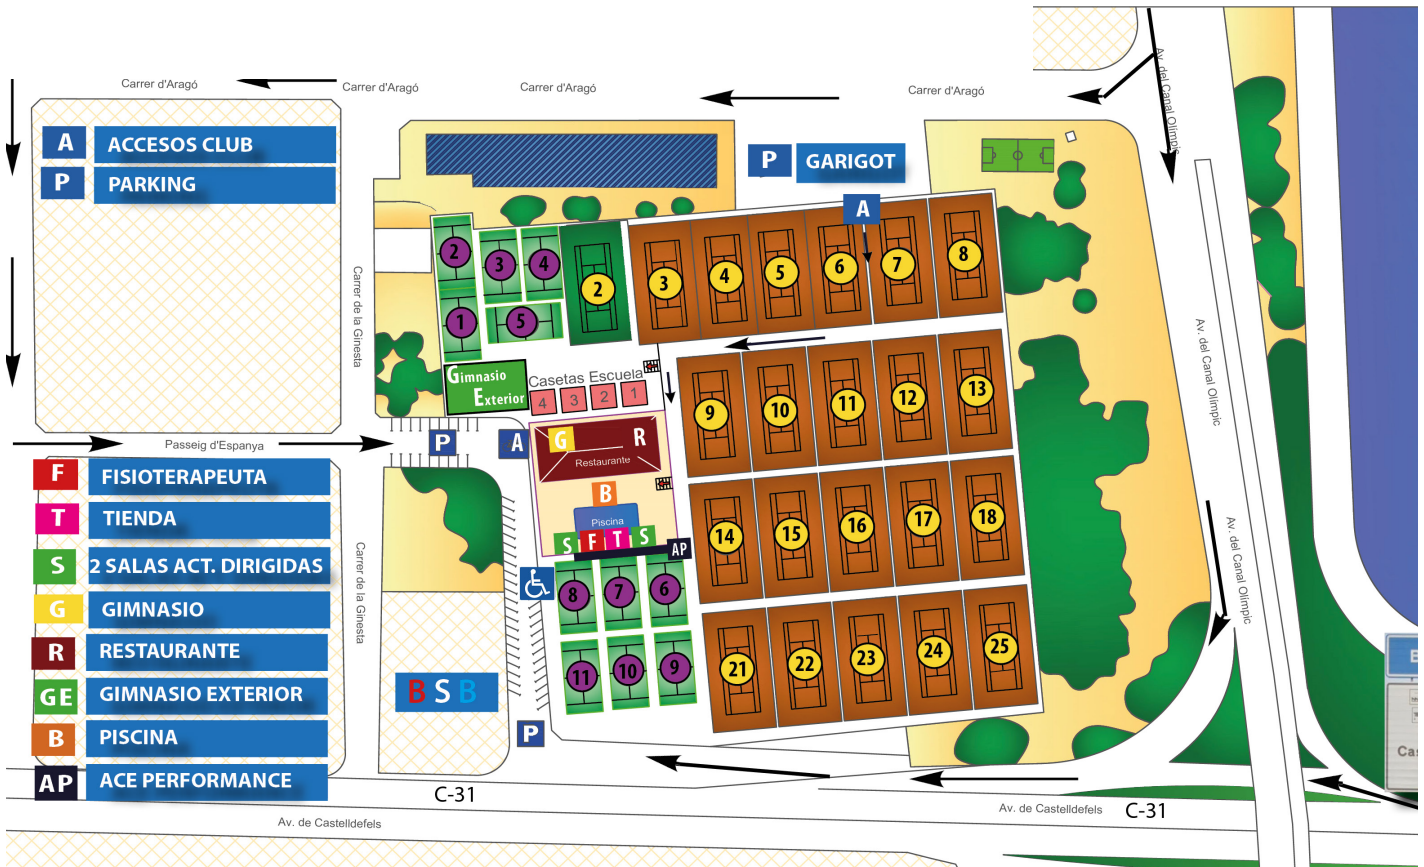 Carrer d'Aragó
Carrer d'Aragó
Carrer d'Aragó
Carrer d'Aragó
Av. del Canal Olímpic
A ACCESOS CLUB
P PARKING
P GARIGOT
A
2
3
4
2
3
4
5
6
7
8
1
5
Carrer de la Ginesta
Av. del Canal Olímpic
Gimnasio
Exterior
Casetas Escuela
4
3
2
1
9
10
11
12
13
Passeig d'Espanya
P
A
G
R
Restaurante
F FISIOTERAPEUTA
T TIENDA
S 2 SALAS ACT. DIRIGIDAS
G GIMNASIO
R RESTAURANTE
GE GIMNASIO EXTERIOR
B PISCINA
AP ACE PERFORMANCE
B
Piscina
S
F
T
S
AP
14
15
16
17
18
Carrer de la Ginesta
Av. del Canal Olímpic
8
7
6
11
10
9
21
22
23
24
25
BSB
P
C-31
Av. de Castelldefels
Av. de Castelldefels
C-31